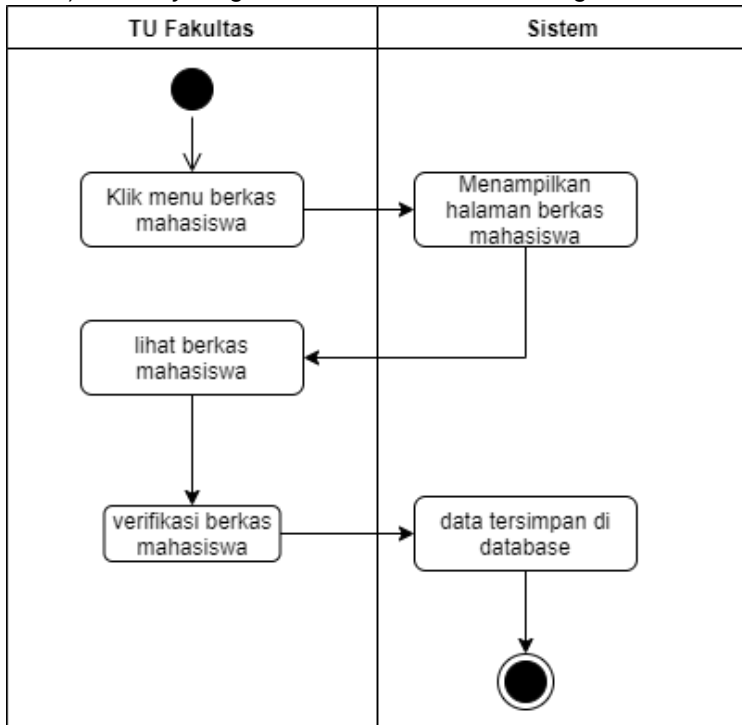 TU Fakultas
Sistem
Klik menu berkas
mahasiswa
Menampilkan
halaman berkas
mahasiswa
lihat berkas
mahasiswa
verifikasi berkas
mahasiswa
data tersimpan di
database